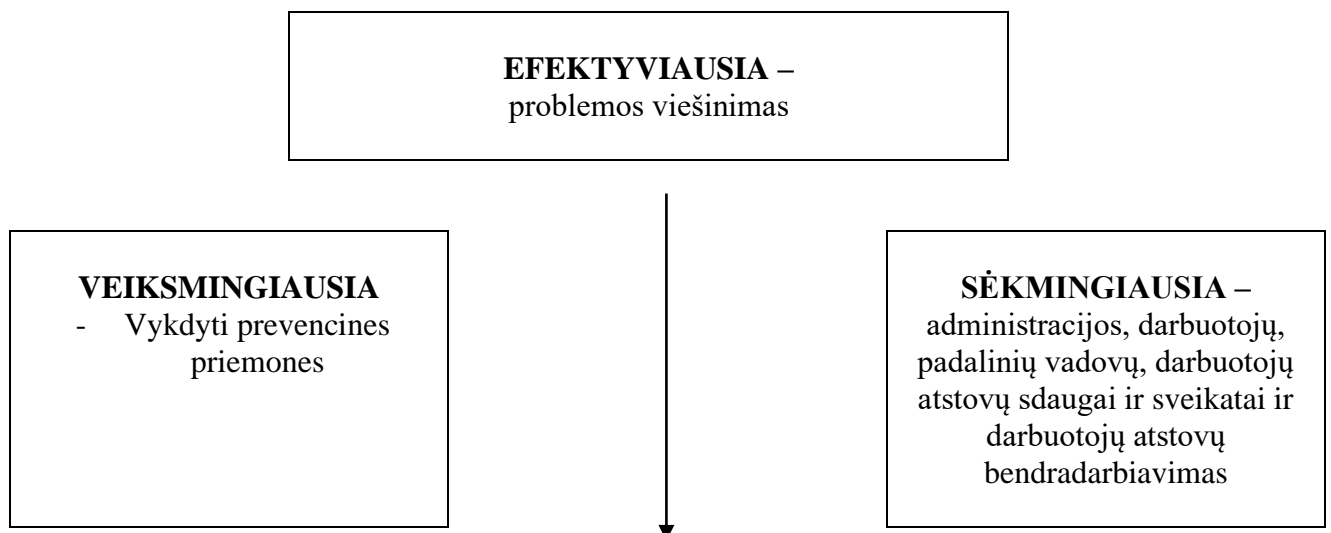 EFEKTYVIAUSIA –
problemos viešinimas
VEIKSMINGIAUSIA
- Vykdyti prevencines
priemones
SĖKMINGIAUSIA –
administracijos, darbuotojų,
padalinių vadovų, darbuotojų
atstovų sdaugai ir sveikatai ir
darbuotojų atstovų
bendradarbiavimas